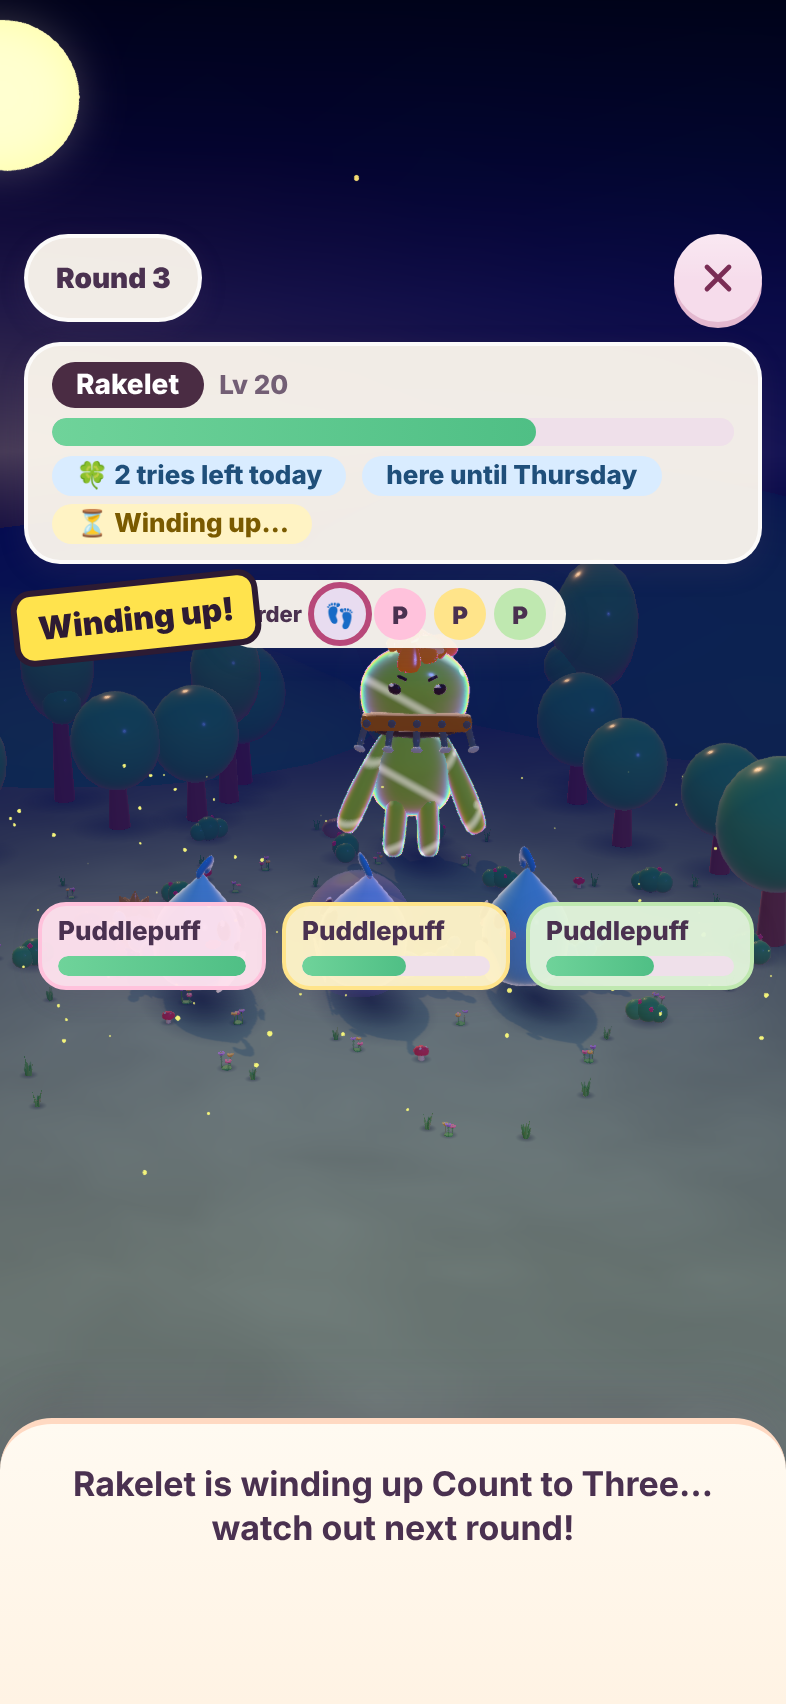 Round 3
Rakelet Lv 20
🍀 2 tries left today here until Thursday
⏳ Winding up...
Winding up!
rder 👣 P P P
Puddlepuff Puddlepuff Puddlepuff
Rakelet is winding up Count to Three...
watch out next round!